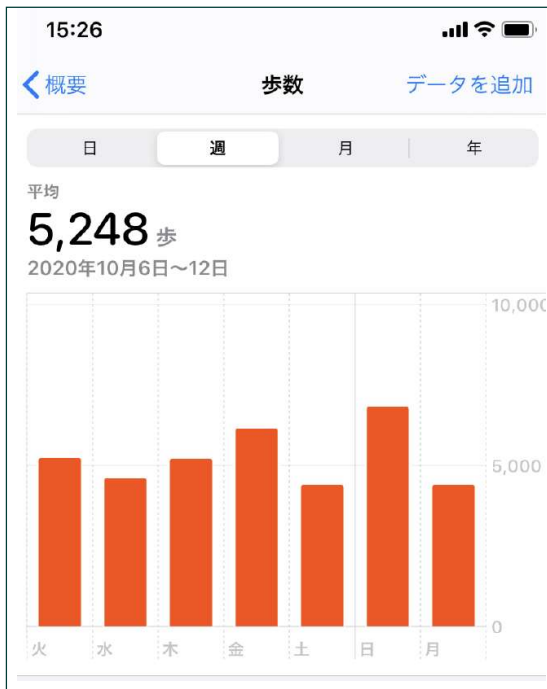 15:26
概要 歩数 データを追加
日 週 月 年
平均
5,248 歩
2020年10月6日～12日
10,000
5,000
0
火 水 木 金 土 日 月